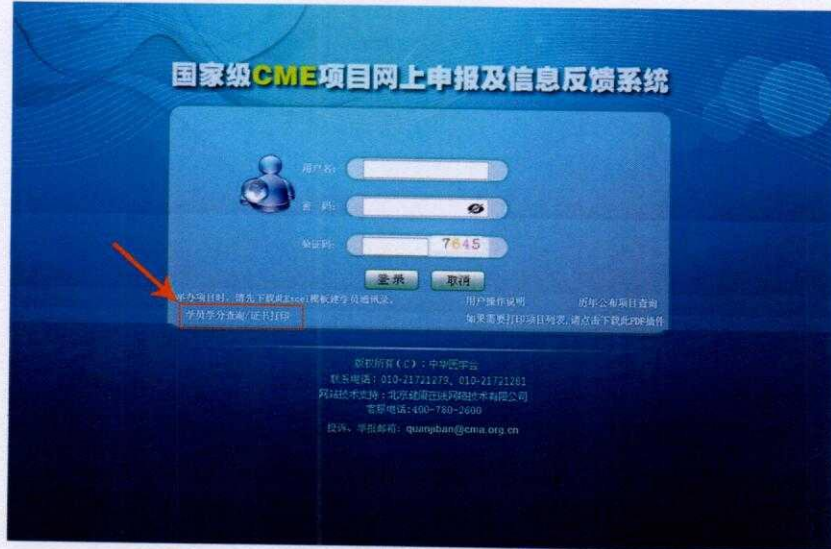 国家级CME项目网上申报及信息反馈系统
用户名:
密 码:
验证码:
7645
登录 取消
举办项目时，请先下载此Excel模板建学员通讯录。 用户操作说明 历年公布项目查询
学员学分查询/证书打印 如果需要打印项目列表,请点击下载此PDF插件
版权所有(C)：中华医学会
联系电话：010-21721279、010-21721281
网站技术支持：北京健康在线网络技术有限公司
客服电话:400-780-2600
投诉、举报邮箱: quanjiban@cma.org.cn